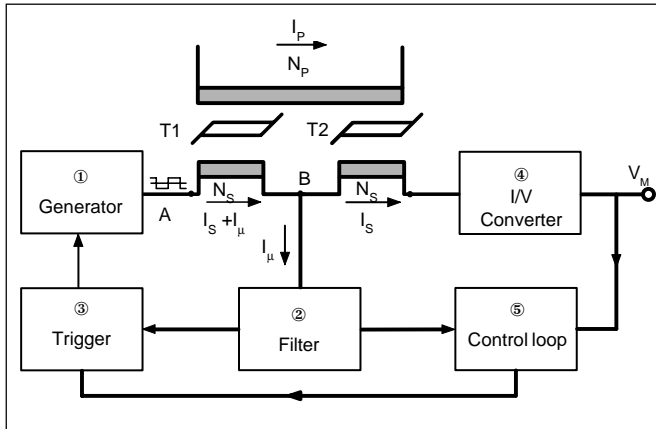 I_P
N_P
T1
T2
①
Generator
A
N_S
I_S + I_μ
B
N_S
I_S
④
I/V
Converter
V_M
I_μ
③
Trigger
②
Filter
⑤
Control loop